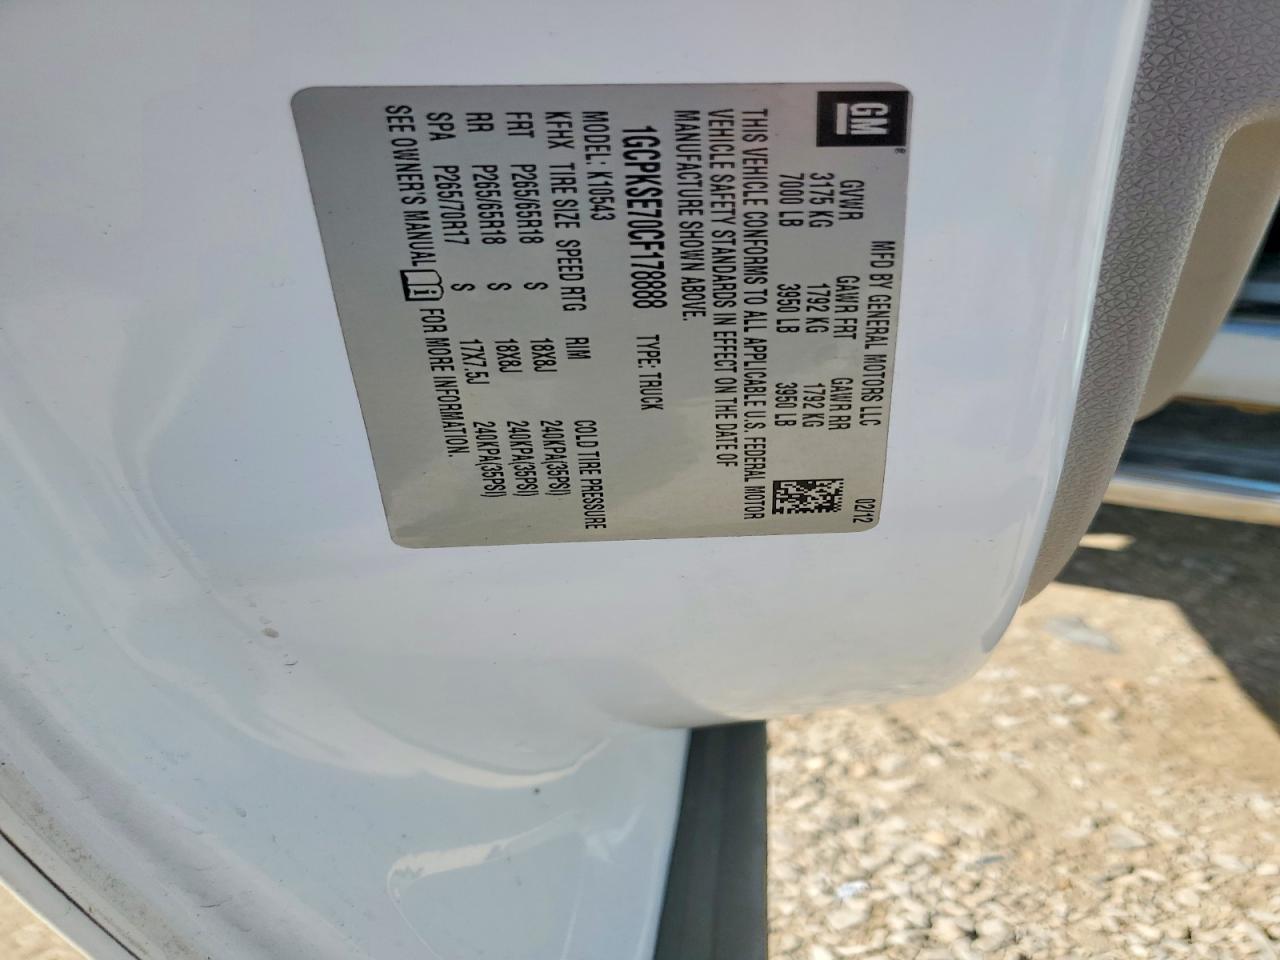 GM®
MFD BY GENERAL MOTORS LLC 02/12
GVWR GAWR FRT GAWR RR
3175 KG 1792 KG 1792 KG
7000 LB 3950 LB 3950 LB
THIS VEHICLE CONFORMS TO ALL APPLICABLE U.S. FEDERAL MOTOR
VEHICLE SAFETY STANDARDS IN EFFECT ON THE DATE OF
MANUFACTURE SHOWN ABOVE.
1GCPKSE70CF178888 TYPE: TRUCK
MODEL: K10543
KFHX TIRE SIZE SPEED RTG RIM COLD TIRE PRESSURE
FRT P265/65R18 S 18X8J 240KPA(35PSI)
RR P265/65R18 S 18X8J 240KPA(35PSI)
SPA P265/70R17 S 17X7.5J 240KPA(35PSI)
SEE OWNER'S MANUAL FOR MORE INFORMATION.